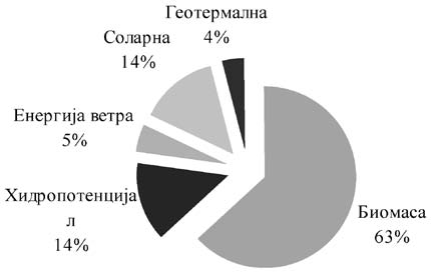 Геотермална
4%
Соларна
14%
Енергија ветра
5%
Хидропотенција
л
14%
Биомаса
63%